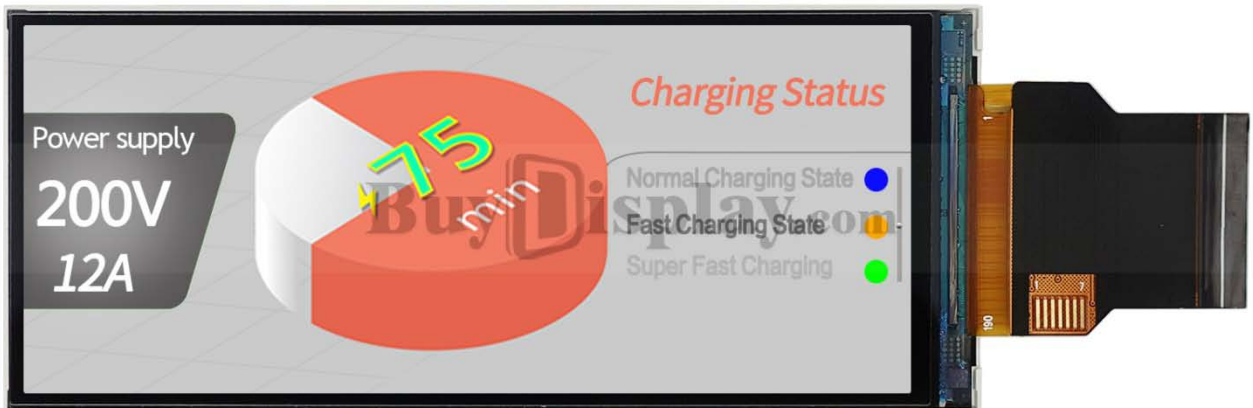 Power supply
200V
12A
75
min
Charging Status
Normal Charging State
Fast Charging State
Super Fast Charging
BuyDisplay.com
1
190
1 7